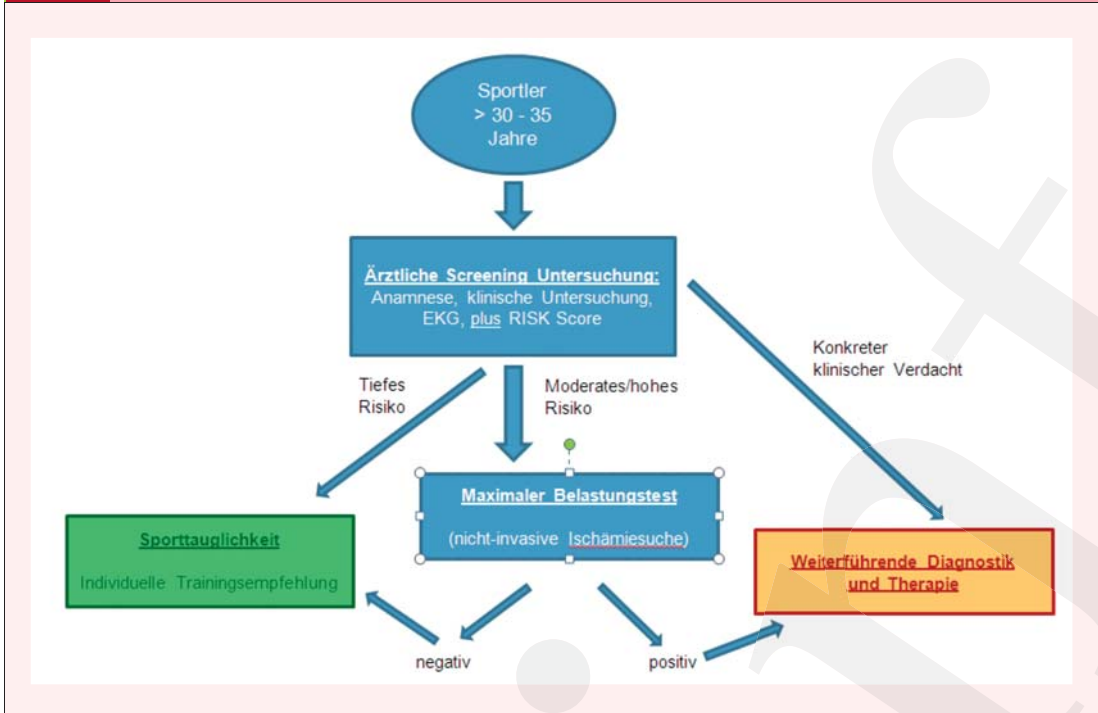 Sportler
> 30 - 35
Jahre
Ärztliche Screening Untersuchung:
Anamnese, klinische Untersuchung,
EKG, plus RISK Score
Konkreter
klinischer Verdacht
Tiefes
Risiko
Moderates/hohes
Risiko
Maximaler Belastungstest
(nicht-invasive Ischämiesuche)
Sporttauglichkeit
Individuelle Trainingsempfehlung
Weiterführende Diagnostik
und Therapie
negativ
positiv